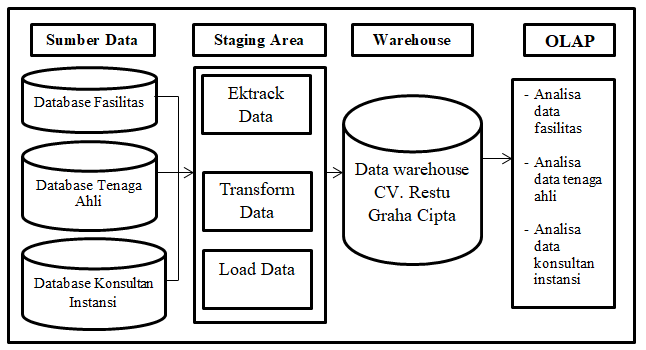 Sumber Data
Staging Area
Warehouse
OLAP
Database Fasilitas
Database Tenaga
Ahli
Database Konsultan
Instansi
Ektrack
Data
Transform
Data
Load Data
Data warehouse
CV. Restu
Graha Cipta
- Analisa
data
fasilitas
- Analisa
data tenaga
ahli
- Analisa
data
konsultan
instansi